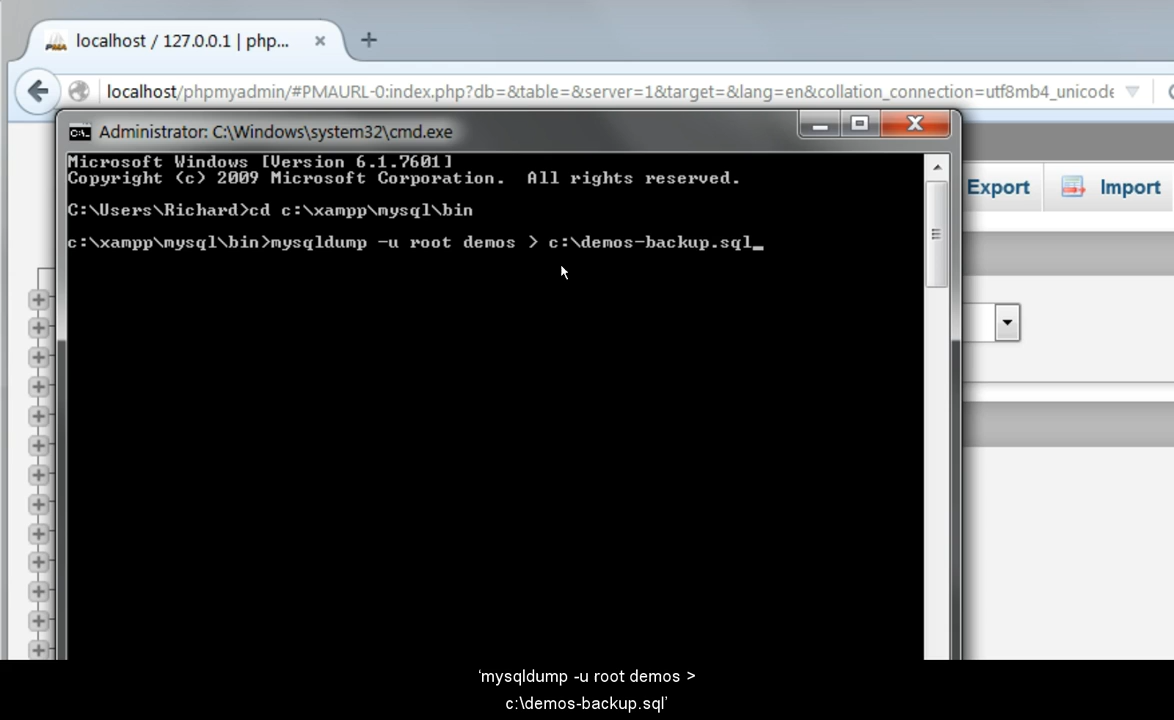 localhost / 127.0.0.1 | php...
localhost/phpmyadmin/#PMAURL-0:index.php?db=&table=&server=1&target=&lang=en&collation_connection=utf8mb4_unicode
Administrator: C:\Windows\system32\cmd.exe
Microsoft Windows [Version 6.1.7601]
Copyright (c) 2009 Microsoft Corporation.  All rights reserved.
Export
Import
C:\Users\Richard>cd c:\xampp\mysql\bin
c:\xampp\mysql\bin>mysqldump -u root demos > c:\demos-backup.sql_
‘mysqldump -u root demos >
c:\demos-backup.sql’